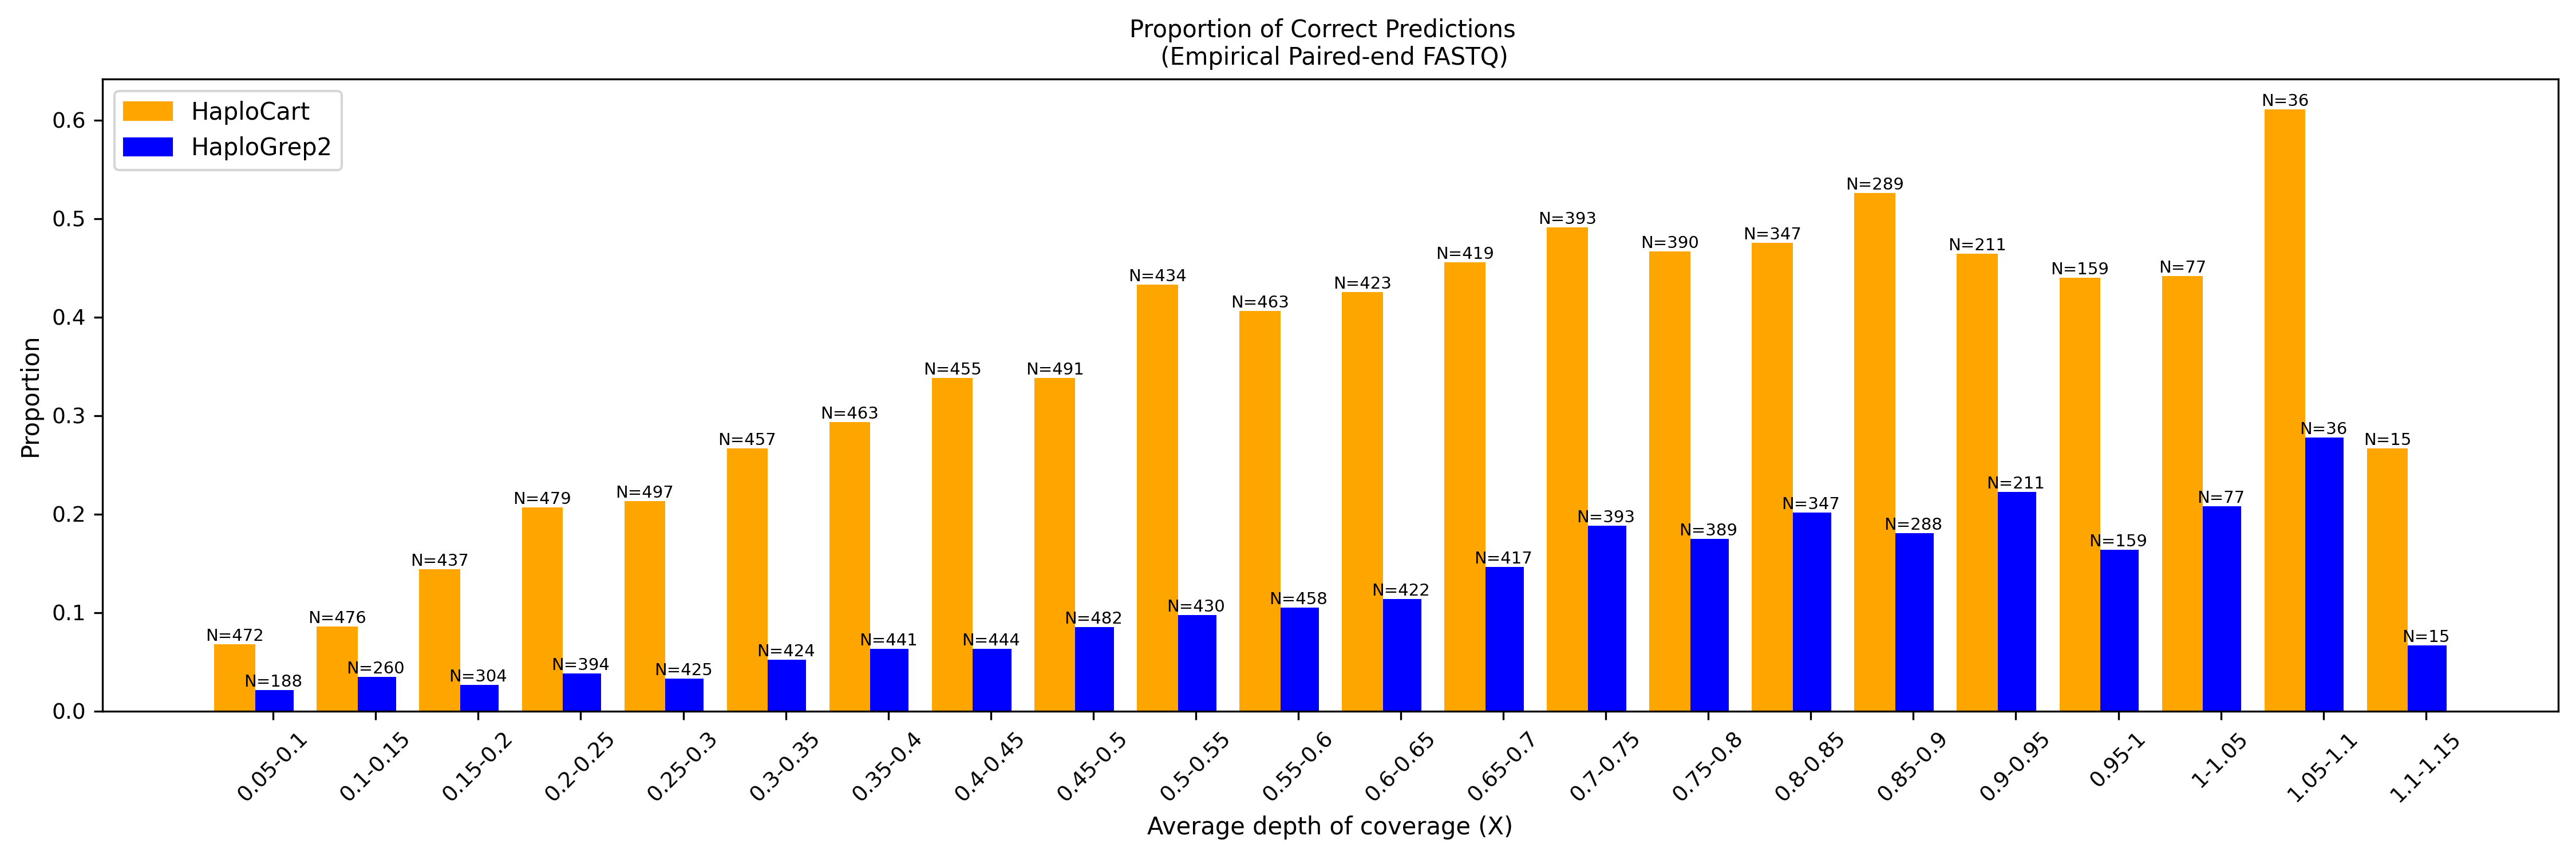 Proportion of Correct Predictions
(Empirical Paired-end FASTQ)
HaploCart
HaploGrep2
Proportion
0.6
0.5
0.4
0.3
0.2
0.1
0.0
N=472
N=188
N=476
N=260
N=437
N=304
N=479
N=394
N=497
N=425
N=457
N=424
N=463
N=441
N=455
N=444
N=491
N=482
N=434
N=430
N=463
N=458
N=423
N=422
N=419
N=417
N=393
N=393
N=390
N=389
N=347
N=347
N=289
N=288
N=211
N=211
N=159
N=159
N=77
N=77
N=36
N=36
N=15
N=15
0.05-0.1
0.1-0.15
0.15-0.2
0.2-0.25
0.25-0.3
0.3-0.35
0.35-0.4
0.4-0.45
0.45-0.5
0.5-0.55
0.55-0.6
0.6-0.65
0.65-0.7
0.7-0.75
0.75-0.8
0.8-0.85
0.85-0.9
0.9-0.95
0.95-1
1-1.05
1.05-1.1
1.1-1.15
Average depth of coverage (X)